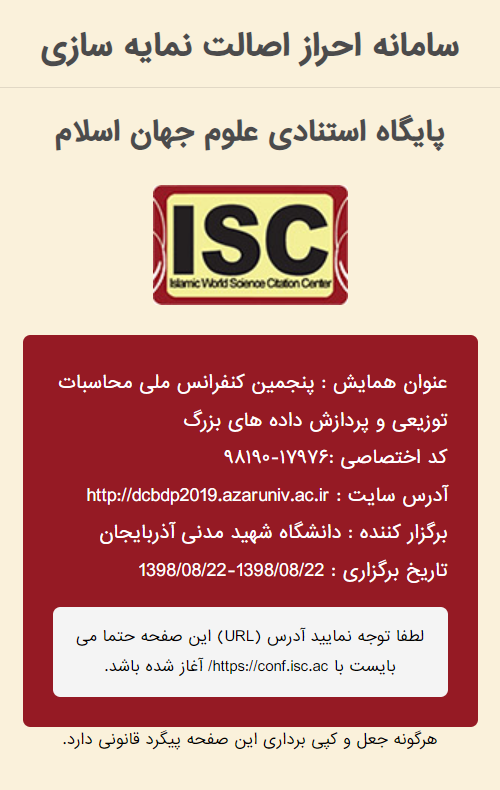 سامانه احراز اصالت نمایه سازی
پایگاه استنادی علوم جهان اسلام
ISC
Islamic World Science Citation Center
عنوان همایش : پنجمین کنفرانس ملی محاسبات
توزیعی و پردازش داده های بزرگ
کد اختصاصی :۹۸۱۹۰-۱۷۹۷۶
آدرس سایت : http://dcbdp2019.azaruniv.ac.ir
برگزار کننده : دانشگاه شهید مدنی آذربایجان
تاریخ برگزاری : 1398/08/22-1398/08/22
لطفا توجه نمایید آدرس (URL) این صفحه حتما می
بایست با https://conf.isc.ac/ آغاز شده باشد.
هرگونه جعل و کپی برداری این صفحه پیگرد قانونی دارد.